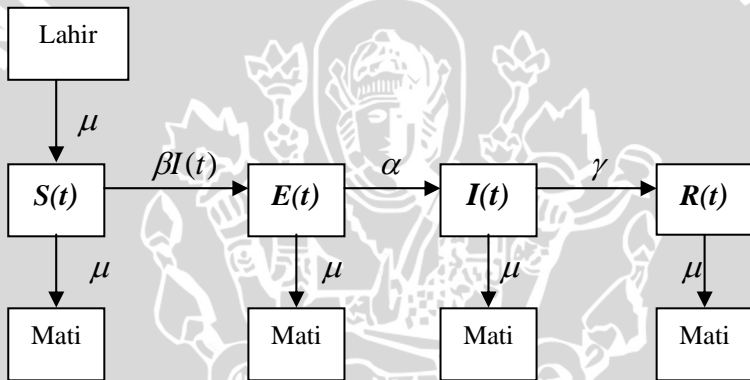 Lahir
μ
S(t) βI(t) E(t) α I(t) γ R(t)
μ μ μ μ
Mati Mati Mati Mati